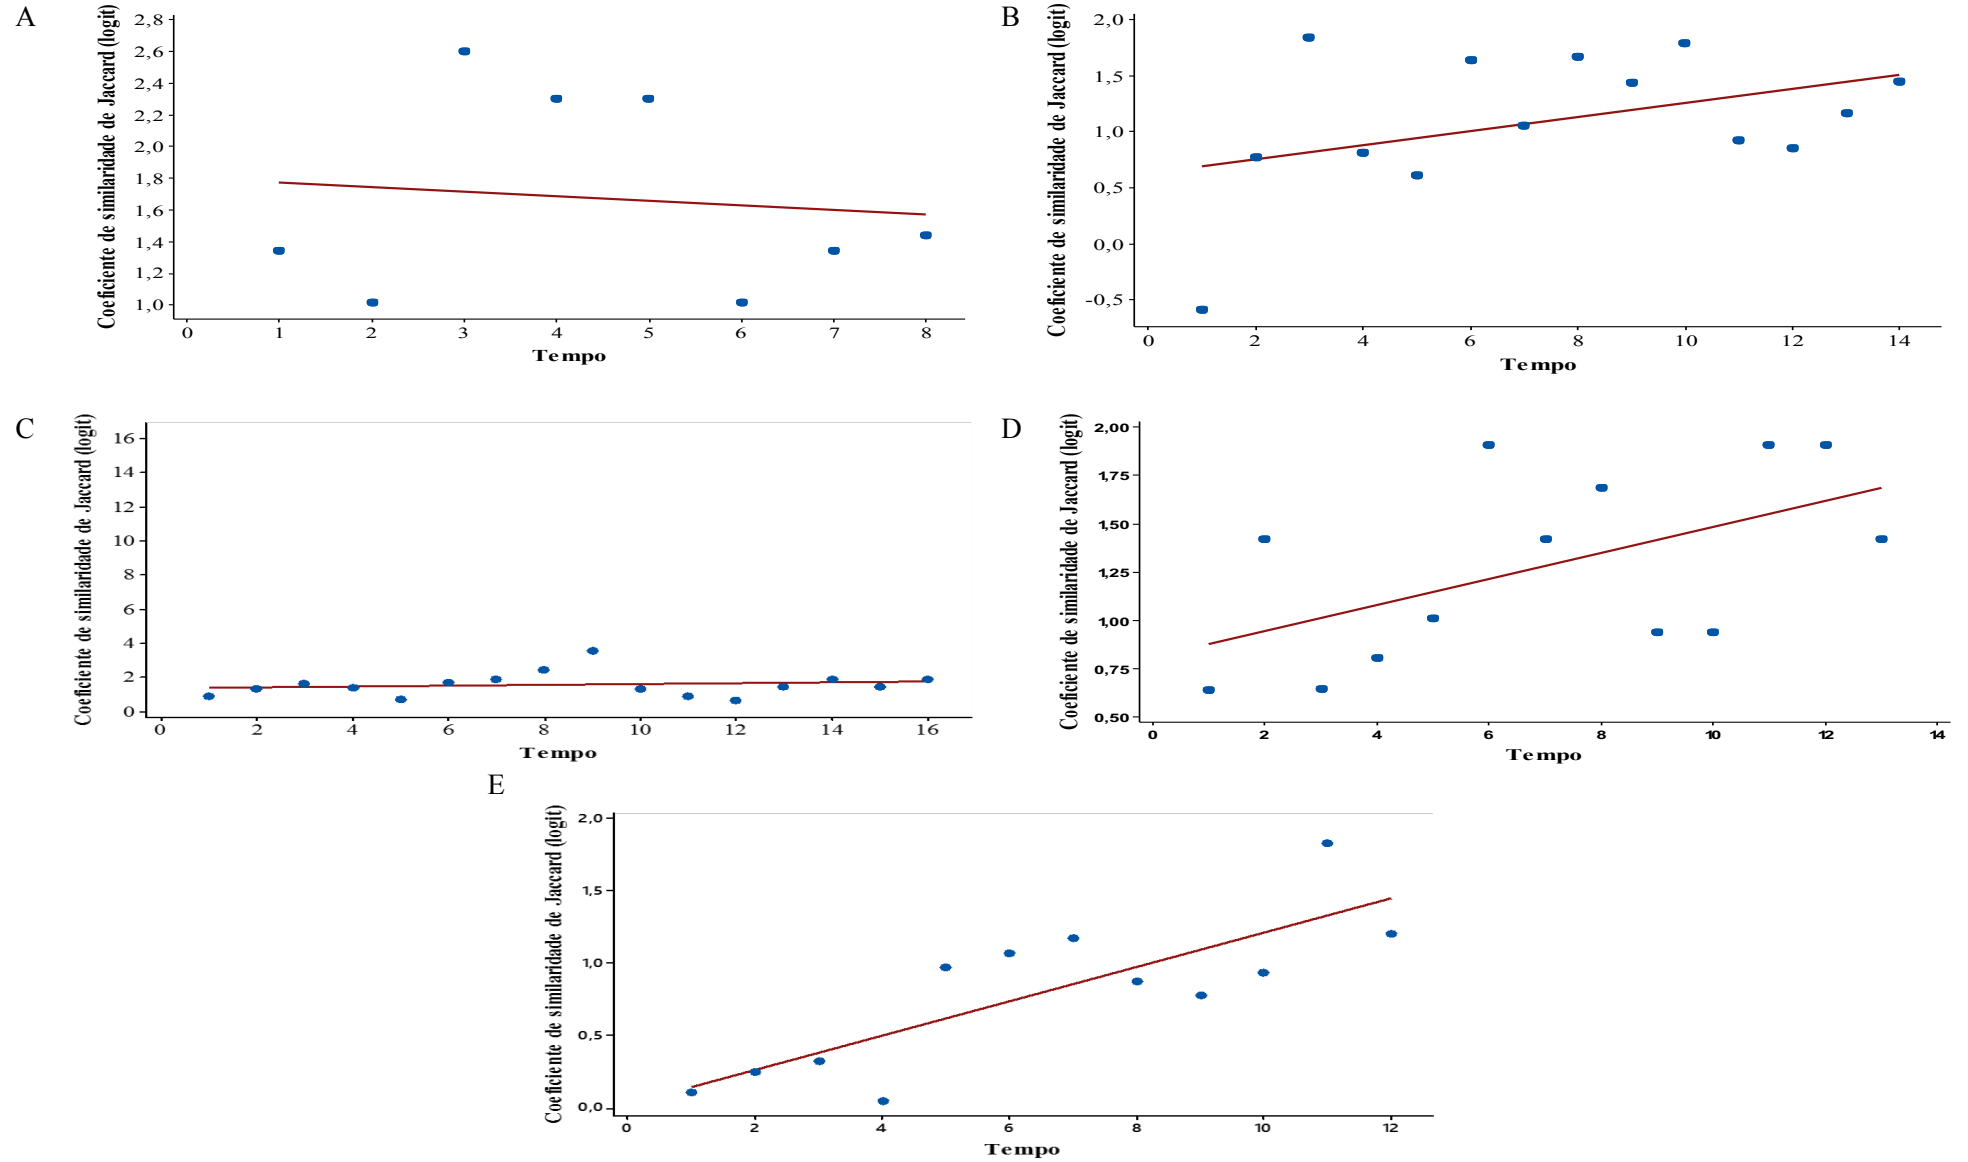 A
Coeficiente de similaridade de Jaccard (logit)
2,8
2,6
2,4
2,2
2,0
1,8
1,6
1,4
1,2
1,0
0 1 2 3 4 5 6 7 8
Tempo
B
Coeficiente de similaridade de Jaccard (logit)
2,0
1,5
1,0
0,5
0,0
-0,5
0 2 4 6 8 10 12 14
Tempo
C
Coeficiente de similaridade de Jaccard (logit)
16
14
12
10
8
6
4
2
0
0 2 4 6 8 10 12 14 16
Tempo
D
Coeficiente de similaridade de Jaccard (logit)
2,00
1,75
1,50
1,25
1,00
0,75
0,50
0 2 4 6 8 10 12 14
Tempo
E
Coeficiente de similaridade de Jaccard (logit)
2,0
1,5
1,0
0,5
0,0
0 2 4 6 8 10 12
Tempo